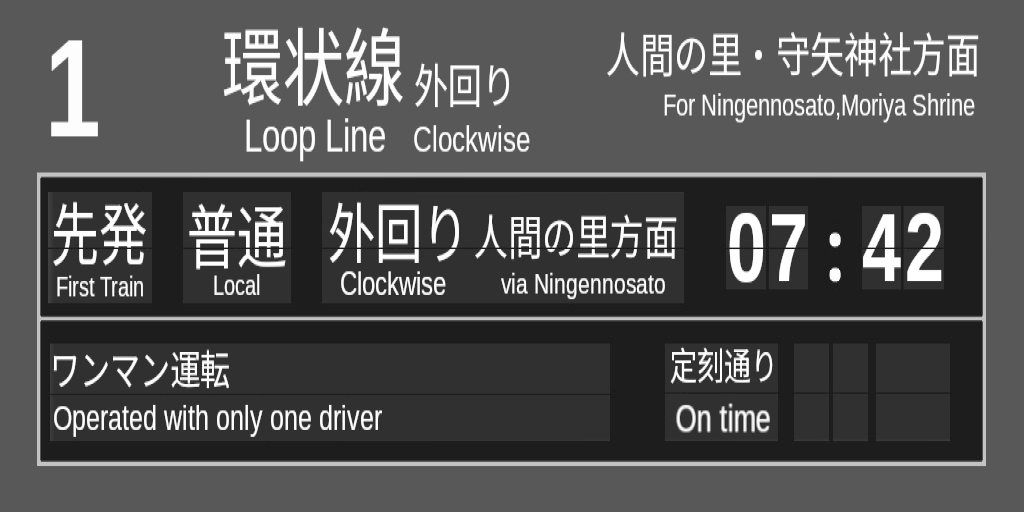 1
環状線 外回り
Loop Line Clockwise
人間の里・守矢神社方面
For Ningennosato,Moriya Shrine
先発 普通 外回り 人間の里方面 07:42
First Train Local Clockwise via Ningennosato
ワンマン運転 定刻通り
Operated with only one driver On time